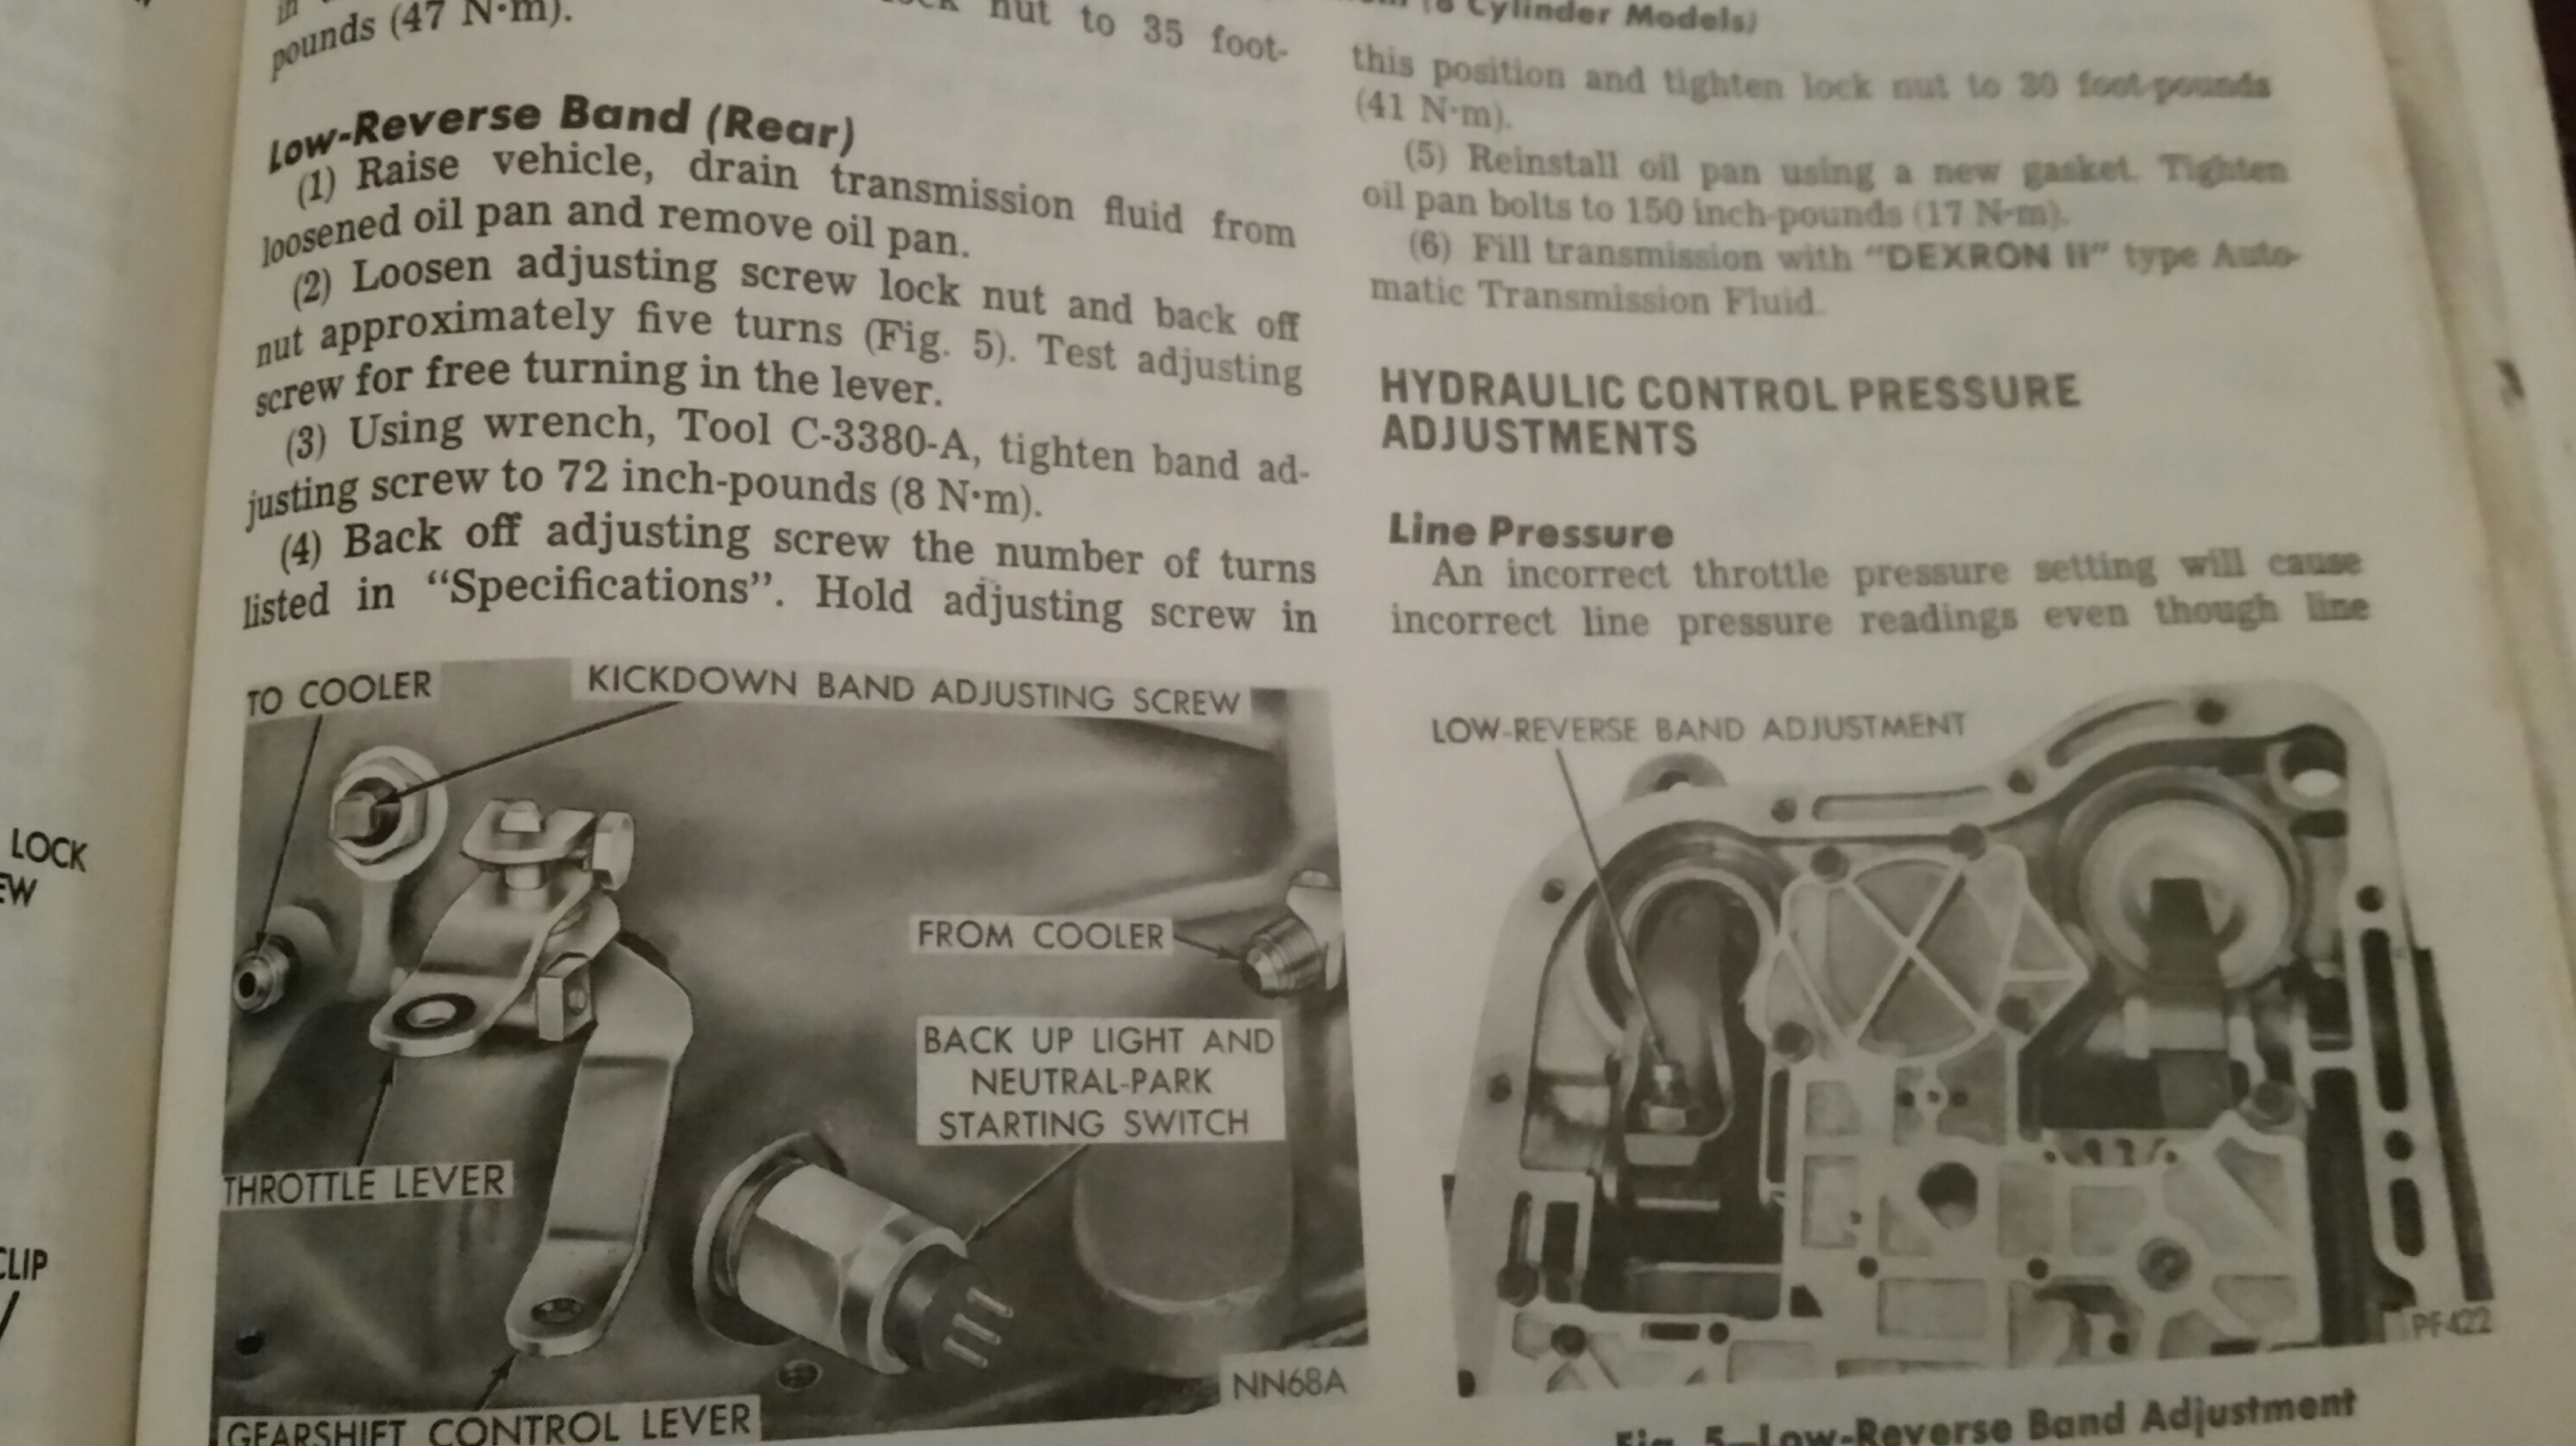 pounds (47 N·m).
nut to 35 foot-
Low-Reverse Band (Rear)
(1) Raise vehicle, drain transmission fluid from
loosened oil pan and remove oil pan.
(2) Loosen adjusting screw lock nut and back off
nut approximately five turns (Fig. 5). Test adjusting
screw for free turning in the lever.
(3) Using wrench, Tool C-3380-A, tighten band ad-
justing screw to 72 inch-pounds (8 N·m).
(4) Back off adjusting screw the number of turns
listed in “Specifications”. Hold adjusting screw in
TO COOLER
KICKDOWN BAND ADJUSTING SCREW
FROM COOLER
BACK UP LIGHT AND
NEUTRAL-PARK
STARTING SWITCH
THROTTLE LEVER
GEARSHIFT CONTROL LEVER
NN68A
LOCK
EW
CLIP
(8 Cylinder Models)
this position and tighten lock nut to 30 foot-pounds
(41 N·m).
(5) Reinstall oil pan using a new gasket. Tighten
oil pan bolts to 150 inch-pounds (17 N·m).
(6) Fill transmission with “DEXRON II” type Auto-
matic Transmission Fluid.
HYDRAULIC CONTROL PRESSURE
ADJUSTMENTS
Line Pressure
An incorrect throttle pressure setting will cause
incorrect line pressure readings even though line
LOW-REVERSE BAND ADJUSTMENT
PF422
Fig. 5—Low-Reverse Band Adjustment